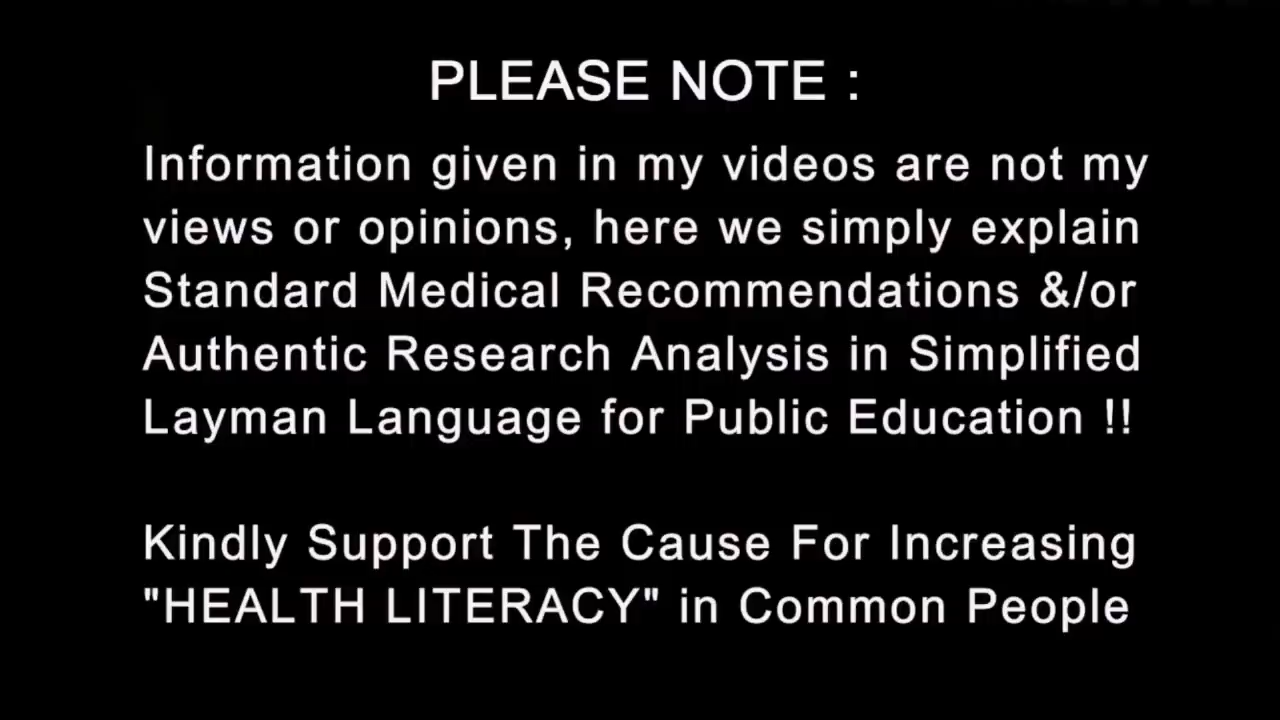 PLEASE NOTE :
Information given in my videos are not my
views or opinions, here we simply explain
Standard Medical Recommendations &/or
Authentic Research Analysis in Simplified
Layman Language for Public Education !!
Kindly Support The Cause For Increasing
"HEALTH LITERACY" in Common People